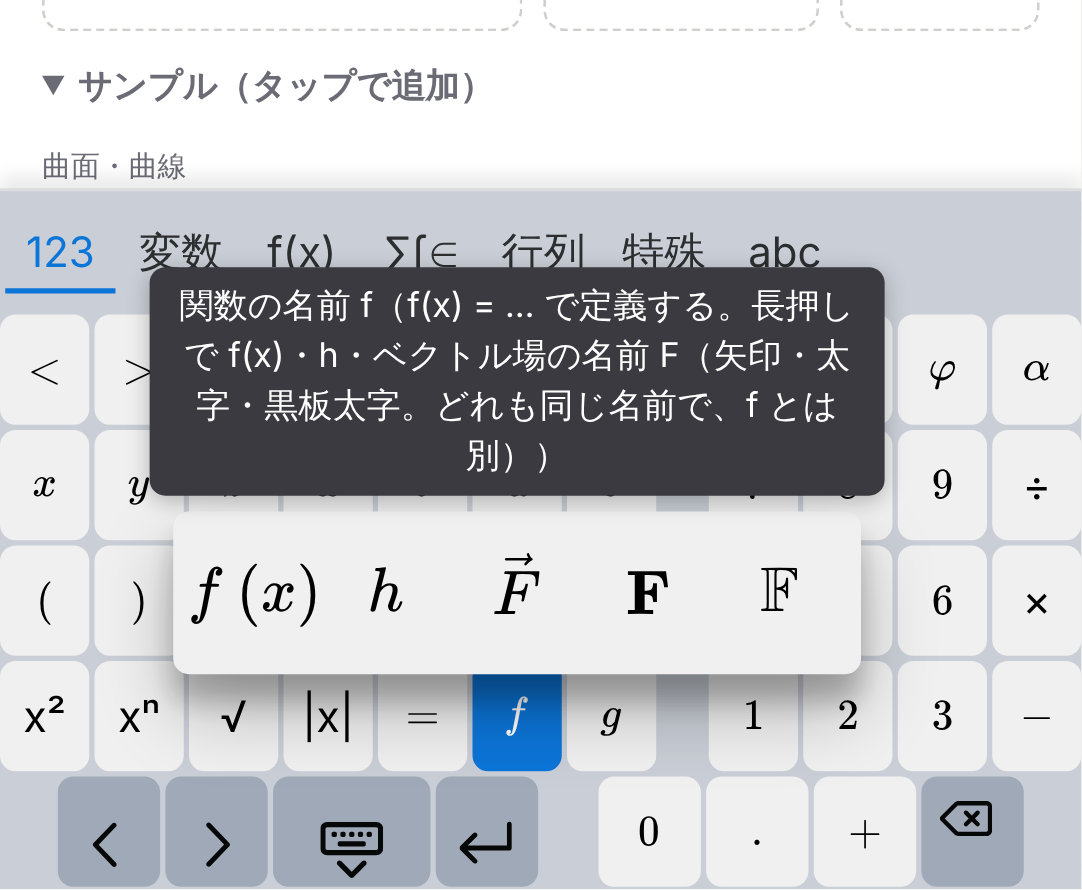 ▼ サンプル（タップで追加）
曲面・曲線
123 変数 f(x) ∑∫∈ 行列 特殊 abc
関数の名前 f（f(x) = ... で定義する。長押し
で f(x)・h・ベクトル場の名前 F（矢印・太
字・黒板太字。どれも同じ名前で、f とは
別））
< > φ α
x y 9 ÷
f (x) h F⃗ 𝐅 𝔽
( ) 6 ×
x² xⁿ √ |x| = f g 1 2 3 −
0 . +